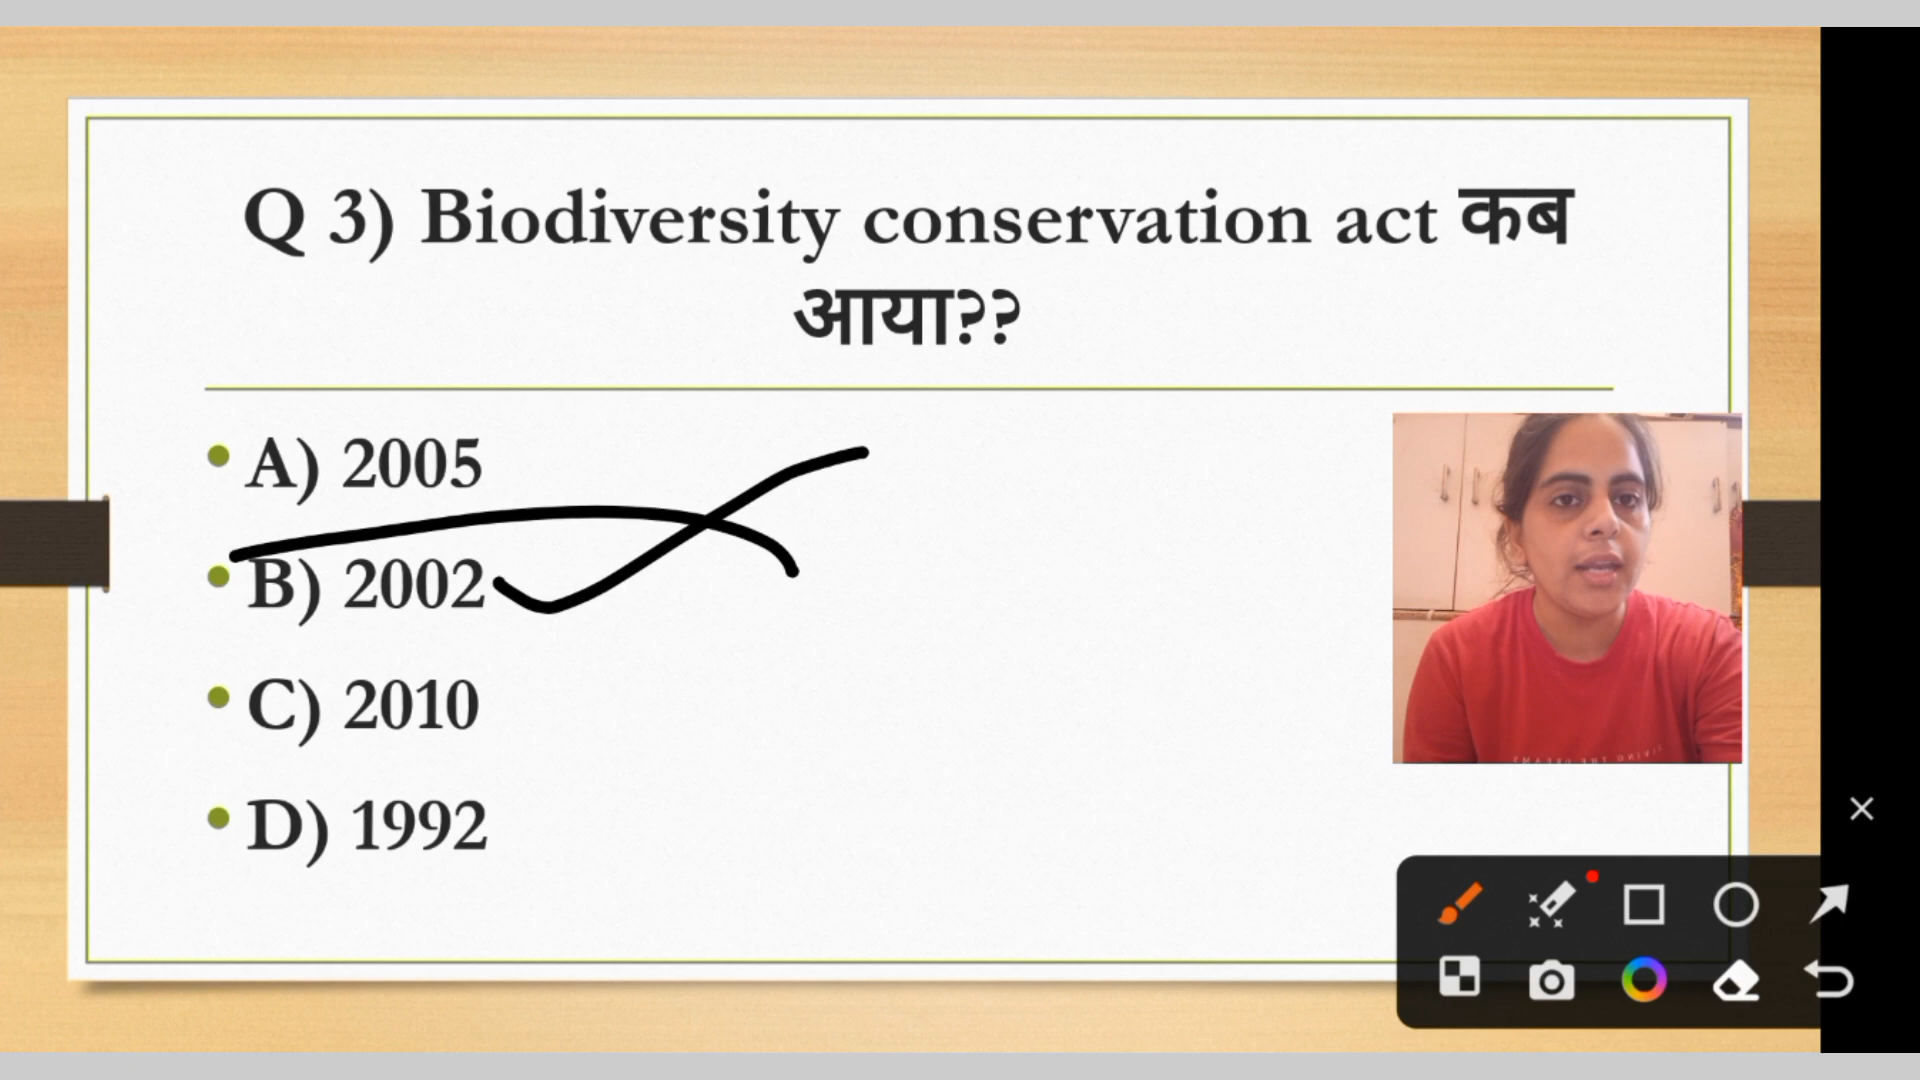 Q 3) Biodiversity conservation act कब
आया??
A) 2005
B) 2002
C) 2010
D) 1992